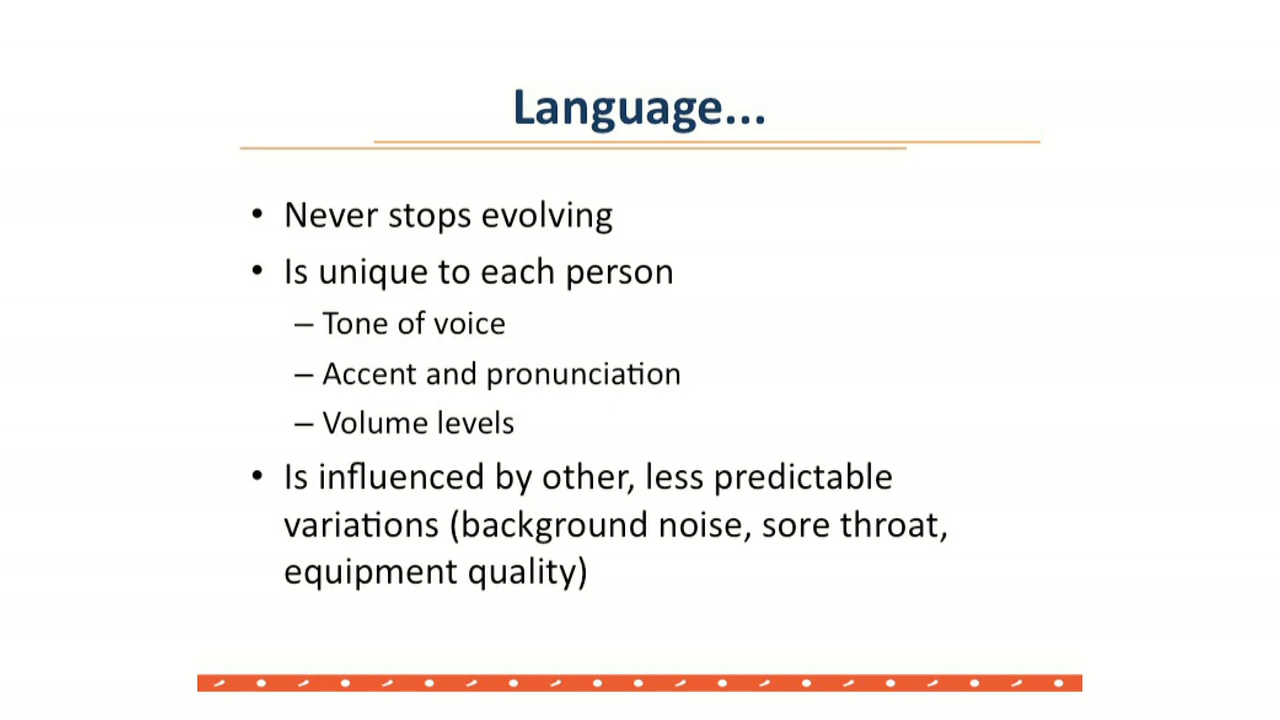 Language...
• Never stops evolving
• Is unique to each person
– Tone of voice
– Accent and pronunciation
– Volume levels
• Is influenced by other, less predictable
variations (background noise, sore throat,
equipment quality)